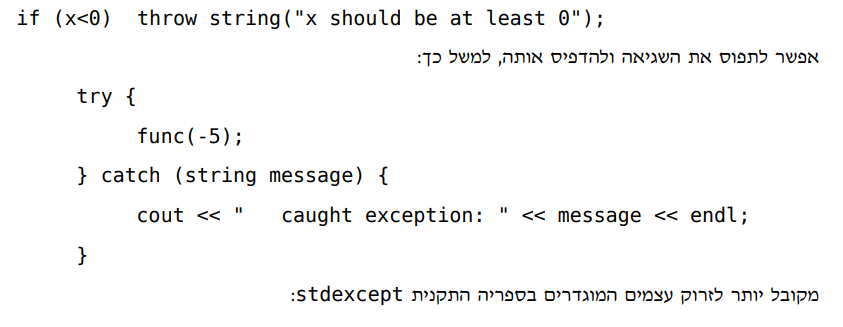 if (x<0)  throw string("x should be at least 0");
אפשר לתפוס את השגיאה ולהדפיס אותה, למשל כך:
try {
func(-5);
} catch (string message) {
cout << "   caught exception: " << message << endl;
}
מקובל יותר לזרוק עצמים המוגדרים בספריה התקנית stdexcept: